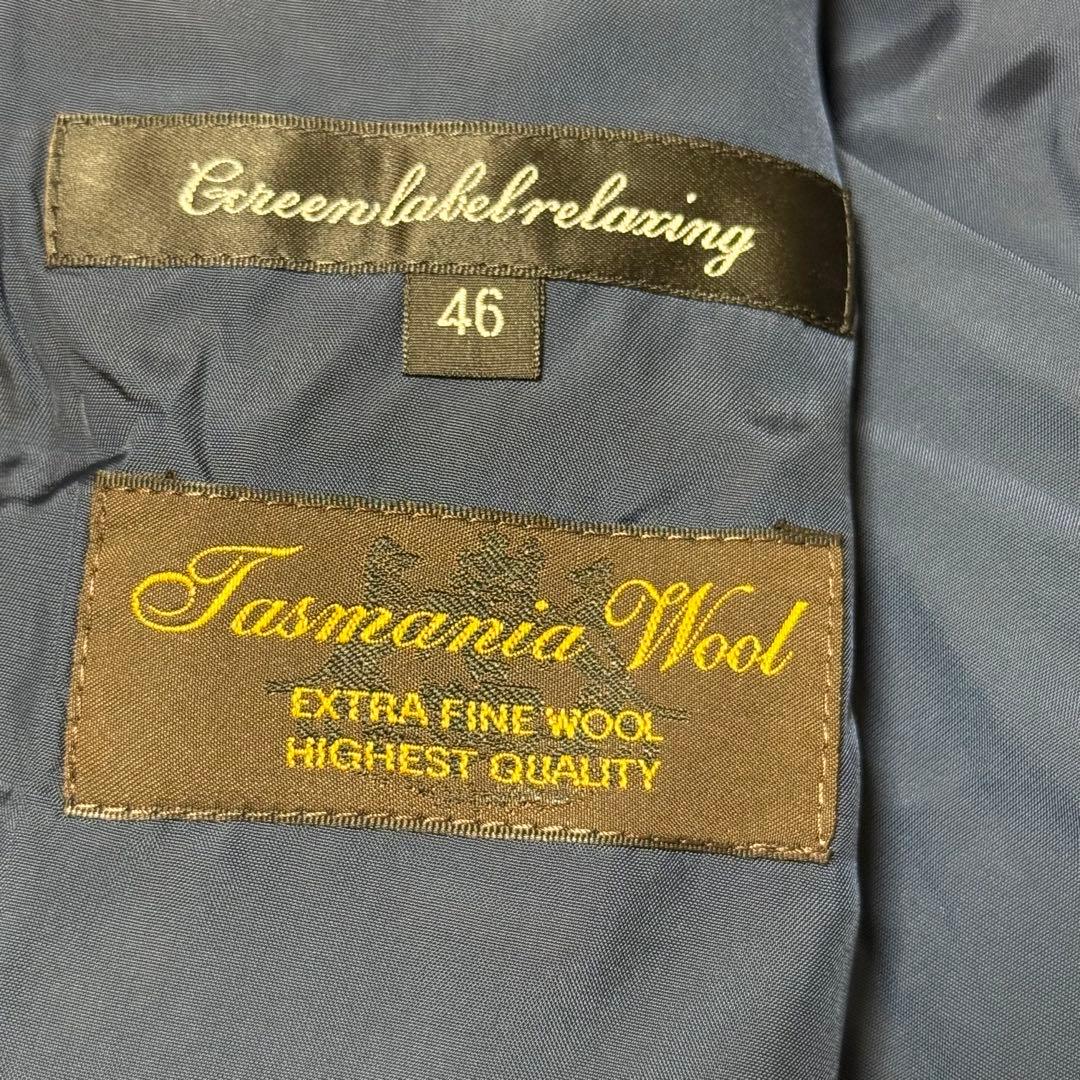 Green label relaxing
46
Tasmania Wool
EXTRA FINE WOOL
HIGHEST QUALITY